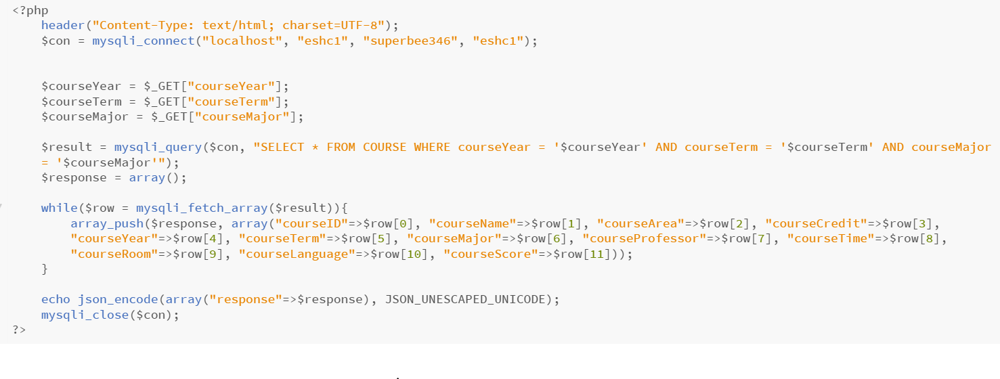 <?php
header("Content-Type: text/html; charset=UTF-8");
$con = mysqli_connect("localhost", "eshc1", "superbee346", "eshc1");
$courseYear = $_GET["courseYear"];
$courseTerm = $_GET["courseTerm"];
$courseMajor = $_GET["courseMajor"];
$result = mysqli_query($con, "SELECT * FROM COURSE WHERE courseYear = '$courseYear' AND courseTerm = '$courseTerm' AND courseMajor
= '$courseMajor'");
$response = array();
while($row = mysqli_fetch_array($result)){
array_push($response, array("courseID"=>$row[0], "courseName"=>$row[1], "courseArea"=>$row[2], "courseCredit"=>$row[3],
"courseYear"=>$row[4], "courseTerm"=>$row[5], "courseMajor"=>$row[6], "courseProfessor"=>$row[7], "courseTime"=>$row[8],
"courseRoom"=>$row[9], "courseLanguage"=>$row[10], "courseScore"=>$row[11]));
}
echo json_encode(array("response"=>$response), JSON_UNESCAPED_UNICODE);
mysqli_close($con);
?>